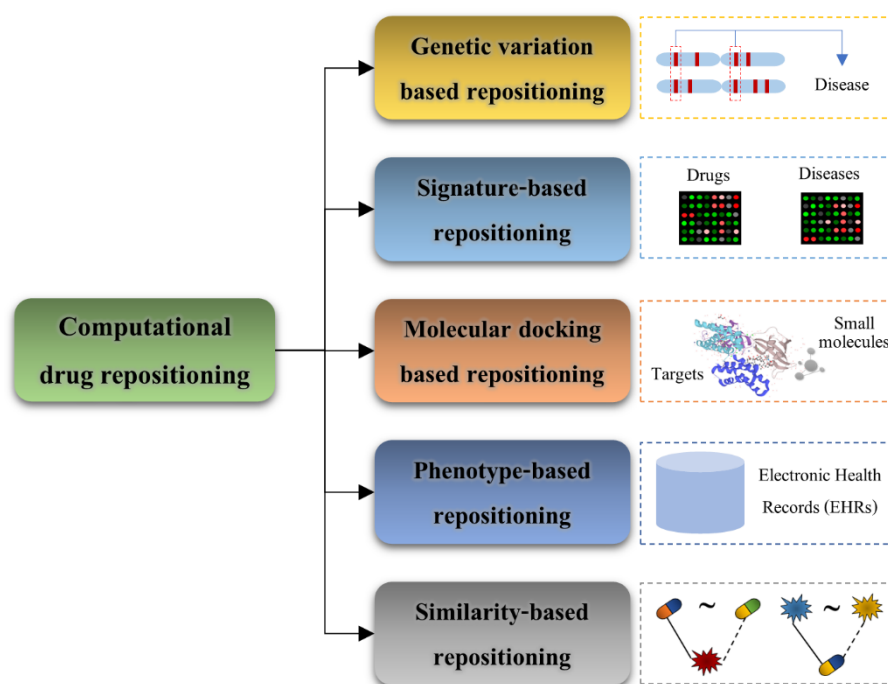 Computational
drug repositioning
Genetic variation
based repositioning
Disease
Signature-based
repositioning
Drugs
Diseases
Molecular docking
based repositioning
Small
molecules
Targets
Phenotype-based
repositioning
Electronic Health
Records (EHRs)
Similarity-based
repositioning
~
~